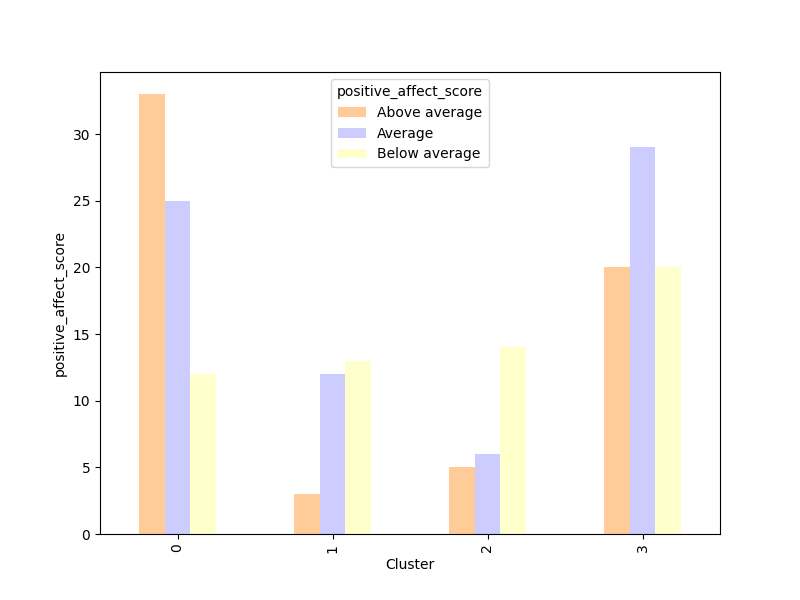 positive_affect_score
Above average
Average
Below average
positive_affect_score
30
25
20
15
10
5
0
0
1
2
3
Cluster